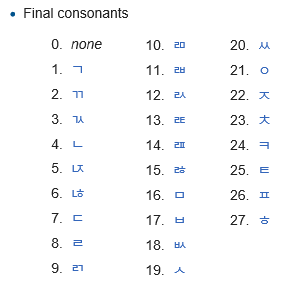 • Final consonants
0. none
1. ㄱ
2. ㄲ
3. ㄳ
4. ㄴ
5. ㄵ
6. ㄶ
7. ㄷ
8. ㄹ
9. ㄺ
10. ㄻ
11. ㄼ
12. ㄽ
13. ㄾ
14. ㄿ
15. ㅀ
16. ㅁ
17. ㅂ
18. ㅄ
19. ㅅ
20. ㅆ
21. ㅇ
22. ㅈ
23. ㅊ
24. ㅋ
25. ㅌ
26. ㅍ
27. ㅎ